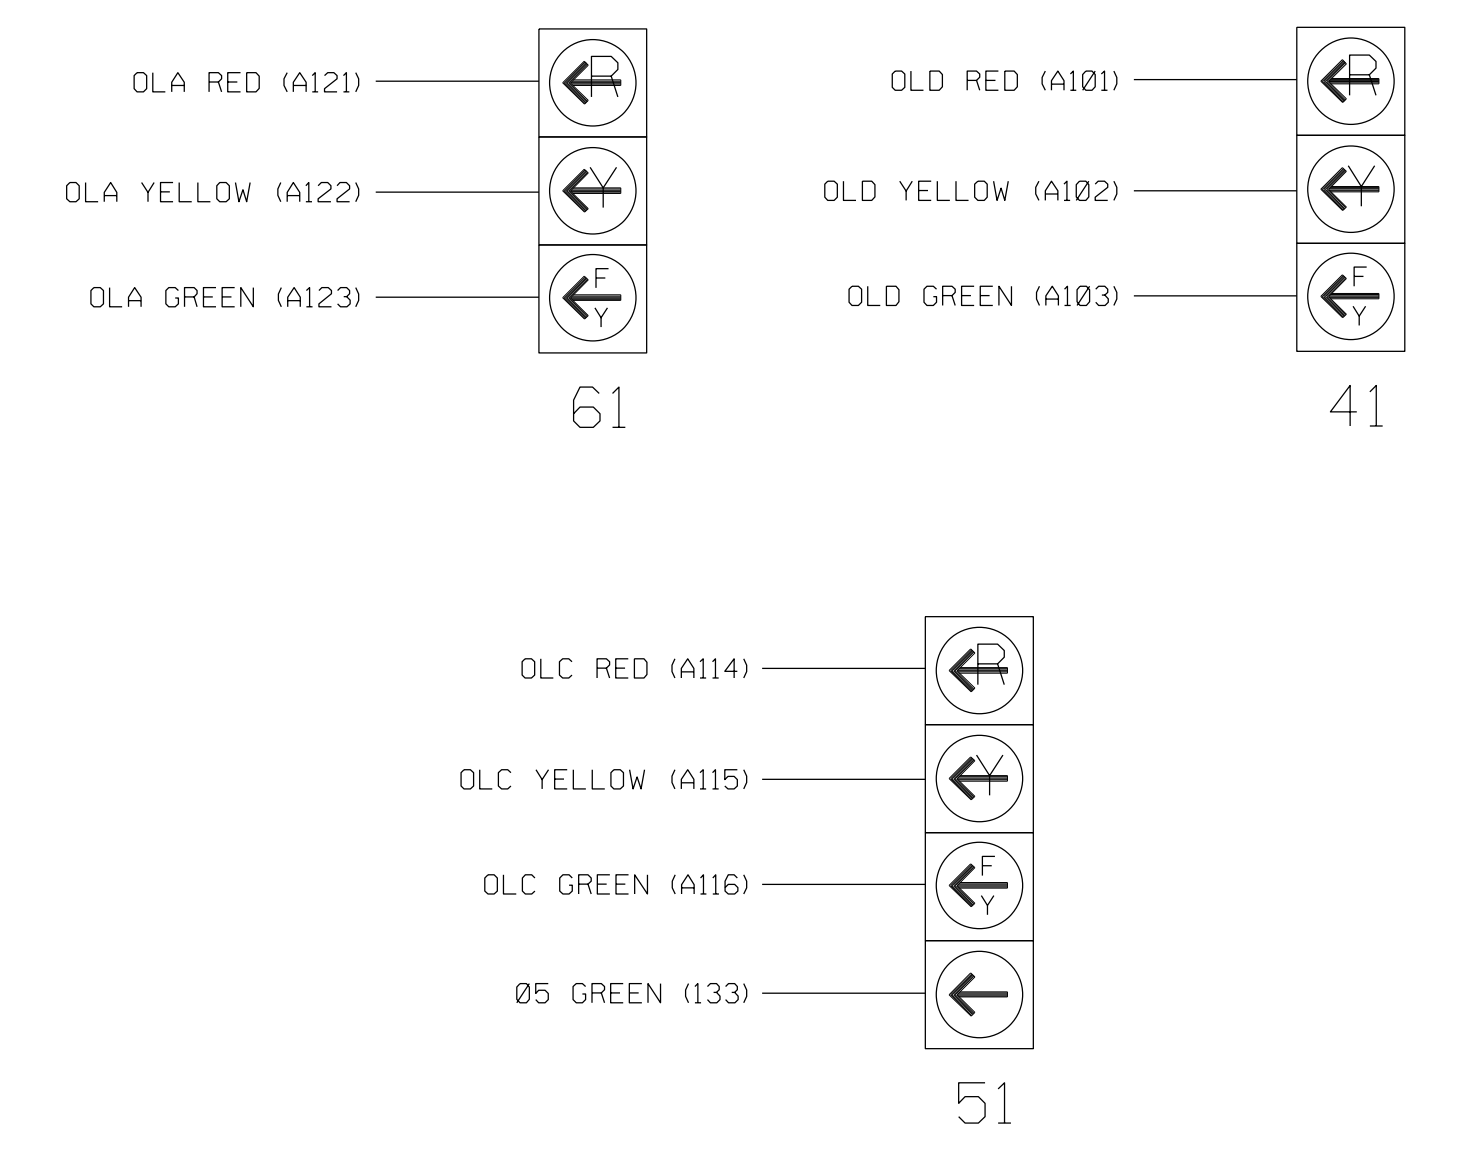 OLA RED (A121)
R
OLA YELLOW (A122)
Y
OLA GREEN (A123)
F
Y
61
OLD RED (A1Ø1)
R
OLD YELLOW (A1Ø2)
Y
OLD GREEN (A1Ø3)
F
Y
41
OLC RED (A114)
R
OLC YELLOW (A115)
Y
OLC GREEN (A116)
F
Y
Ø5 GREEN (133)
51